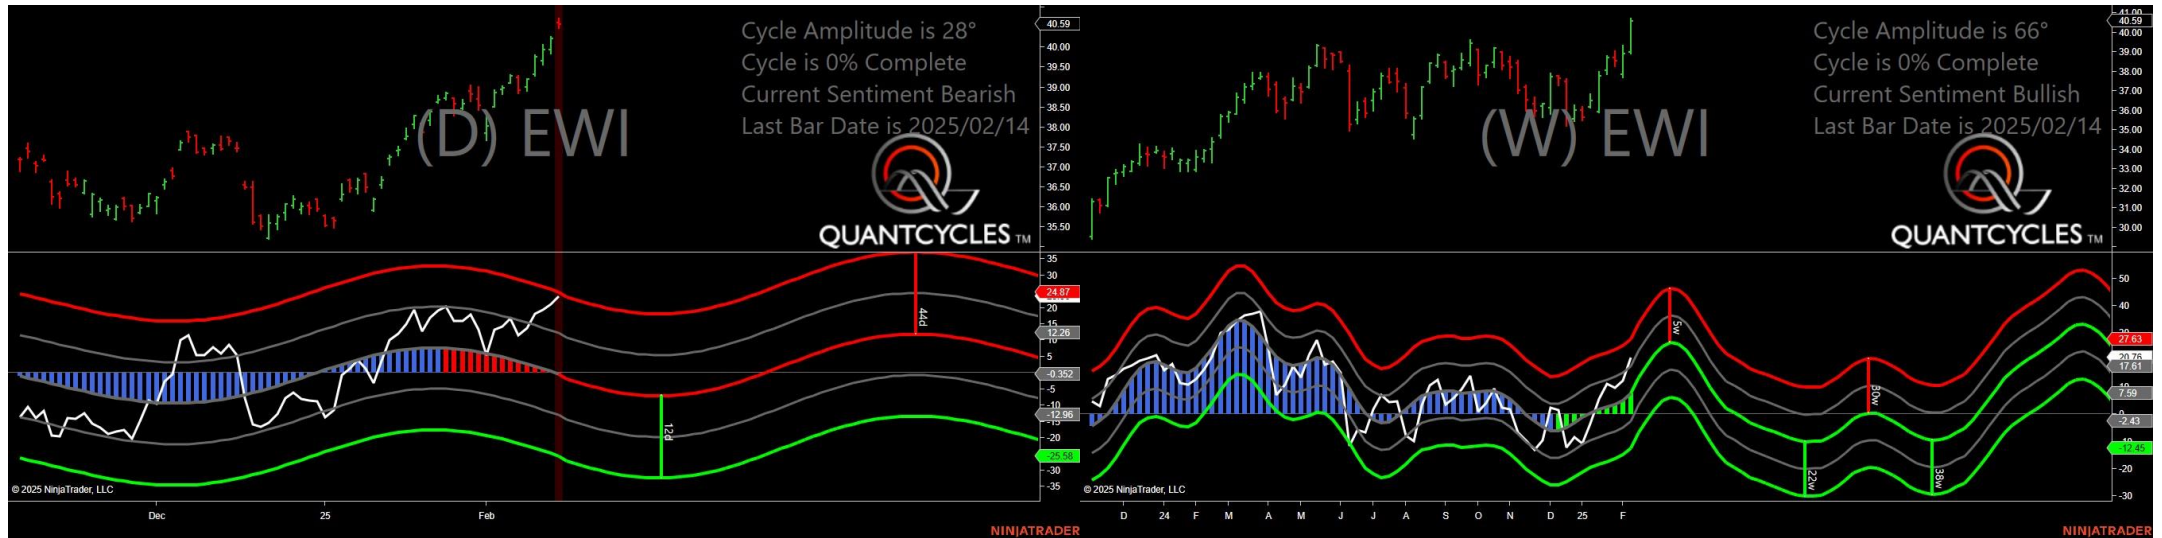 Cycle Amplitude is 28°
Cycle is 0% Complete
Current Sentiment Bearish
Last Bar Date is 2025/02/14
(D) EWI
QUANTCYCLES TM
40.59
40.00
39.50
39.00
38.50
38.00
37.50
37.00
36.50
36.00
35.50
35
30
24.87
20
15
12.26
10
5
-0.352
-5
-10
-12.96
-15
-20
-25.58
-30
-35
44d
12d
© 2025 NinjaTrader, LLC
Dec
25
Feb
NINJATRADER
Cycle Amplitude is 66°
Cycle is 0% Complete
Current Sentiment Bullish
Last Bar Date is 2025/02/14
(W) EWI
QUANTCYCLES TM
41.00
40.59
40.00
39.00
38.00
37.00
36.00
35.00
34.00
33.00
32.00
31.00
30.00
50
40
27.63
20.76
17.61
7.59
-2.43
-12.45
-20
-30
5w
80w
22w
38w
© 2025 NinjaTrader, LLC
D
24
F
M
A
M
J
J
A
S
O
N
D
25
F
NINJATRADER